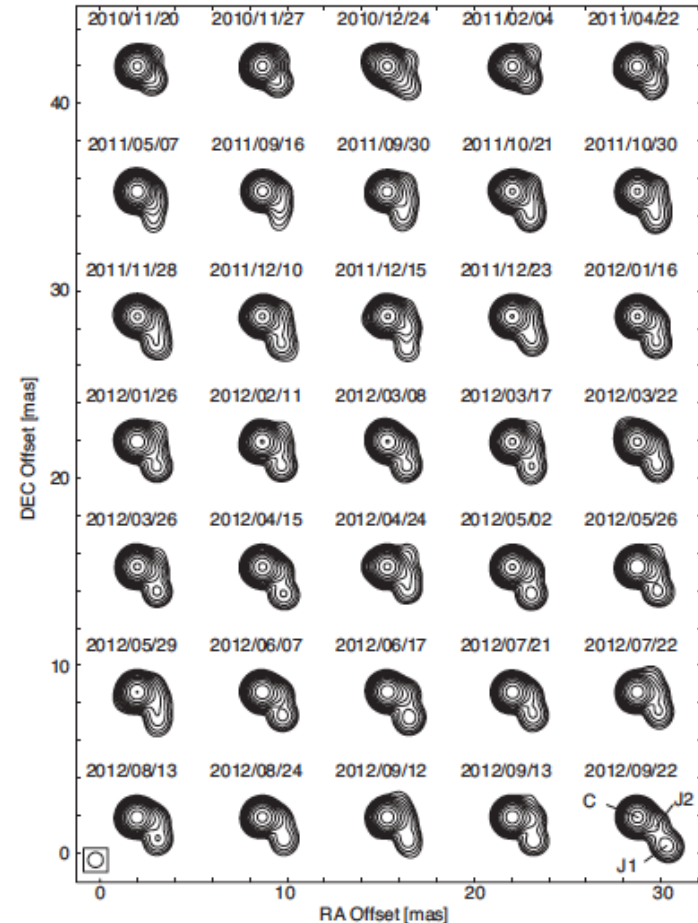 2010/11/20 2010/11/27 2010/12/24 2011/02/04 2011/04/22
40
2011/05/07 2011/09/16 2011/09/30 2011/10/21 2011/10/30
30
2011/11/28 2011/12/10 2011/12/15 2011/12/23 2012/01/16
2012/01/26 2012/02/11 2012/03/08 2012/03/17 2012/03/22
DEC Offset [mas]
20
2012/03/26 2012/04/15 2012/04/24 2012/05/02 2012/05/26
10
2012/05/29 2012/06/07 2012/06/17 2012/07/21 2012/07/22
2012/08/13 2012/08/24 2012/09/12 2012/09/13 2012/09/22
C J2
J1
0
0 10 20 30
RA Offset [mas]